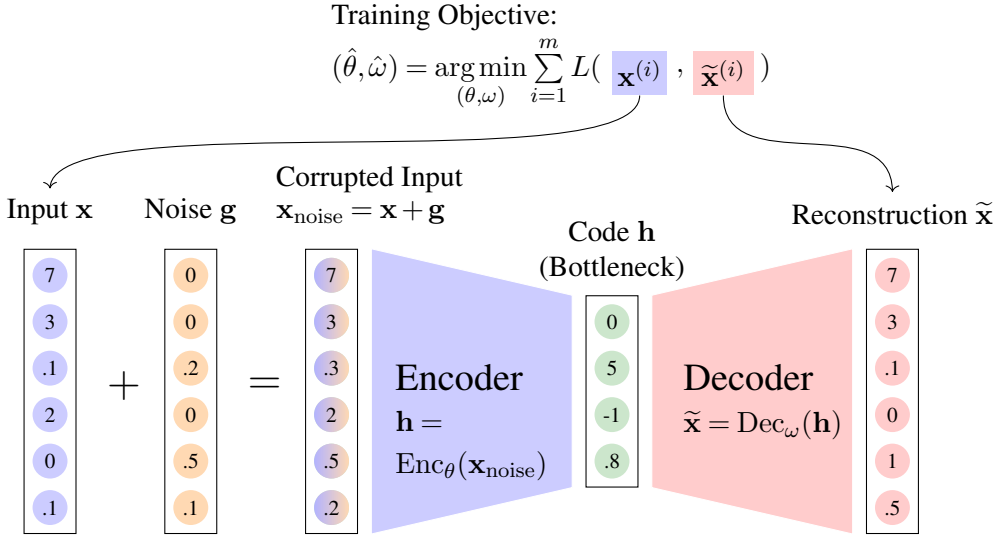 Training Objective:
(θ̂, ω̂) = arg min_{(θ,ω)} ∑_{i=1}^{m} L( x^{(i)} , x̃^{(i)} )
Input x
Noise g
Corrupted Input
x_noise = x + g
Code h
(Bottleneck)
Reconstruction x̃
7
3
.1
2
0
.1
+
0
0
.2
0
.5
.1
=
7
3
.3
2
.5
.2
Encoder
h =
Enc_θ(x_noise)
0
5
-1
.8
Decoder
x̃ = Dec_ω(h)
7
3
.1
0
1
.5